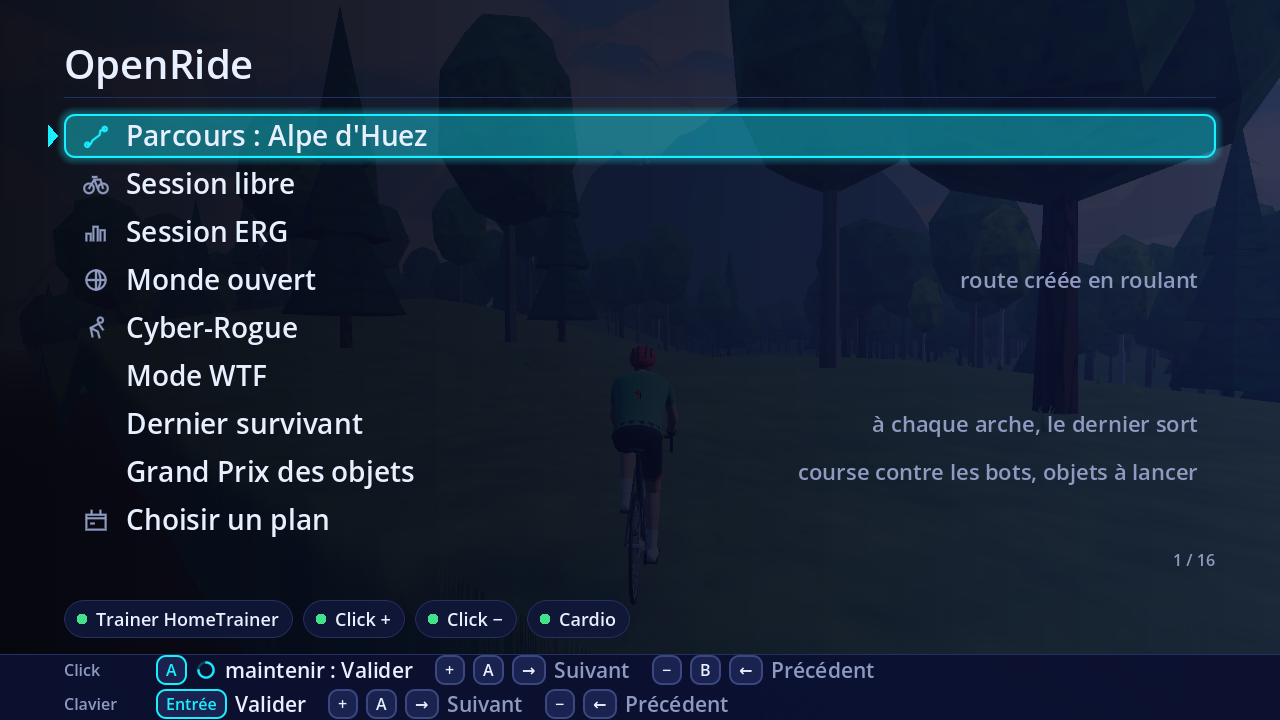 OpenRide
Parcours : Alpe d'Huez
Session libre
Session ERG
Monde ouvert route créée en roulant
Cyber-Rogue
Mode WTF
Dernier survivant à chaque arche, le dernier sort
Grand Prix des objets course contre les bots, objets à lancer
Choisir un plan
1 / 16
Trainer HomeTrainer Click + Click − Cardio
Click A maintenir : Valider + A → Suivant − B ← Précédent
Clavier Entrée Valider + A → Suivant − ← Précédent